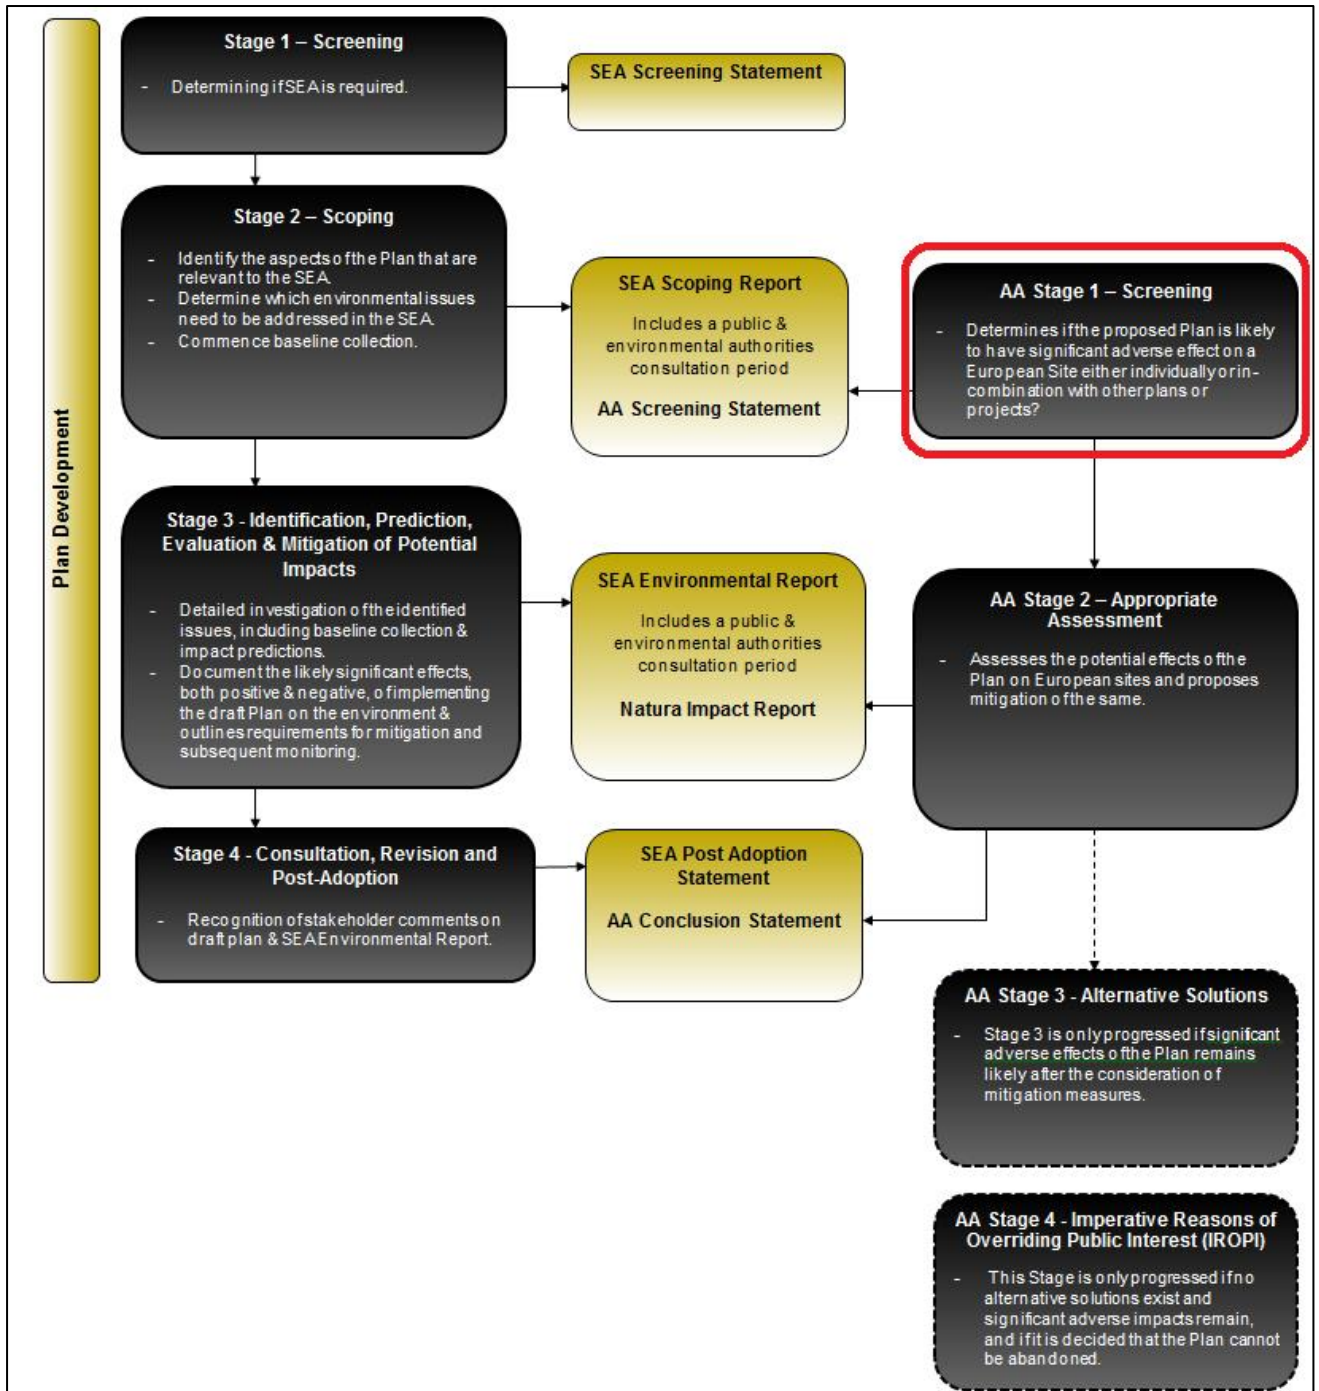 Plan Development
Stage 1 – Screening
- Determining if SEA is required.
SEA Screening Statement
Stage 2 – Scoping
- Identify the aspects of the Plan that are
relevant to the SEA.
- Determine which environmental issues
need to be addressed in the SEA.
- Commence baseline collection.
SEA Scoping Report
Includes a public &
environmental authorities
consultation period
AA Screening Statement
AA Stage 1 – Screening
- Determines if the proposed Plan is likely
to have significant adverse effect on a
European Site either individually or in-
combination with other plans or
projects?
Stage 3 - Identification, Prediction,
Evaluation & Mitigation of Potential
Impacts
- Detailed investigation of the identified
issues, including baseline collection &
impact predictions.
- Document the likely significant effects,
both positive & negative, of implementing
the draft Plan on the environment &
outlines requirements for mitigation and
subsequent monitoring.
SEA Environmental Report
Includes a public &
environmental authorities
consultation period
Natura Impact Report
AA Stage 2 – Appropriate
Assessment
- Assesses the potential effects of the
Plan on European sites and proposes
mitigation of the same.
Stage 4 - Consultation, Revision and
Post-Adoption
- Recognition of stakeholder comments on
draft plan & SEA Environmental Report.
SEA Post Adoption
Statement
AA Conclusion Statement
AA Stage 3 - Alternative Solutions
- Stage 3 is only progressed if significant
adverse effects of the Plan remains
likely after the consideration of
mitigation measures.
AA Stage 4 - Imperative Reasons of
Overriding Public Interest (IROPI)
- This Stage is only progressed if no
alternative solutions exist and
significant adverse impacts remain,
and if it is decided that the Plan cannot
be abandoned.